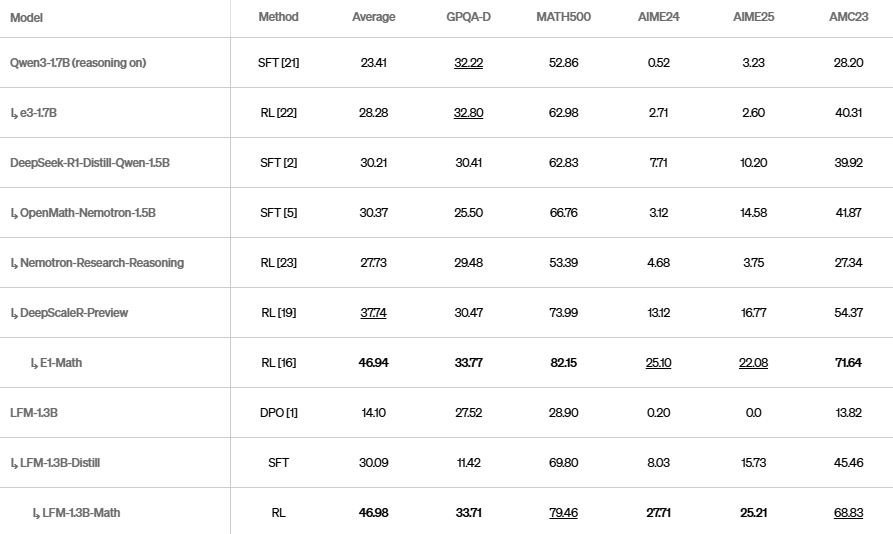 Model Method Average GPQA-D MATH500 AIME24 AIME25 AMC23
Qwen3-1.7B (reasoning on) SFT [21] 23.41 32.22 52.86 0.52 3.23 28.20
↳ e3-1.7B RL [22] 28.28 32.80 62.98 2.71 2.60 40.31
DeepSeek-R1-Distill-Qwen-1.5B SFT [2] 30.21 30.41 62.83 7.71 10.20 39.92
↳ OpenMath-Nemotron-1.5B SFT [5] 30.37 25.50 66.76 3.12 14.58 41.87
↳ Nemotron-Research-Reasoning RL [23] 27.73 29.48 53.39 4.68 3.75 27.34
↳ DeepScaleR-Preview RL [19] 37.74 30.47 73.99 13.12 16.77 54.37
↳ E1-Math RL [16] 46.94 33.77 82.15 25.10 22.08 71.64
LFM-1.3B DPO [1] 14.10 27.52 28.90 0.20 0.0 13.82
↳ LFM-1.3B-Distill SFT 30.09 11.42 69.80 8.03 15.73 45.46
↳ LFM-1.3B-Math RL 46.98 33.71 79.46 27.71 25.21 68.83